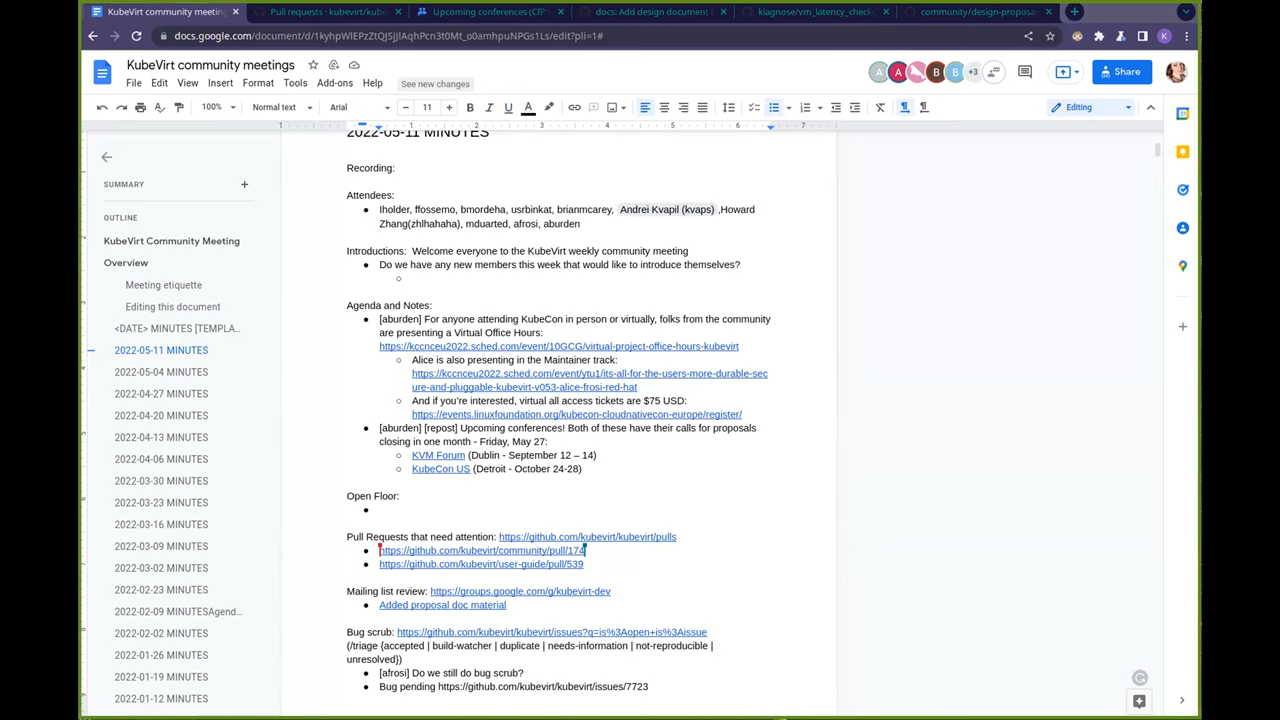 KubeVirt community meetin
Pull requests · kubevirt/kube
Upcoming conferences (CfP
docs: Add design document
kiagnose/vm_latency_check
community/design-proposa
docs.google.com/document/d/1kyhpWlEPzZtQJSjJlAqhPcn3t0Mt_o0amhpuNPGs1Ls/edit?pli=1#
K
KubeVirt community meetings
File Edit View Insert Format Tools Add-ons Help
See new changes
A A B B +3
Share
100% Normal text Arial 11 B I U A
Editing
1 1 2 3 4 5 6 7
SUMMARY
OUTLINE
KubeVirt Community Meeting
Overview
Meeting etiquette
Editing this document
<DATE> MINUTES [TEMPLA...
2022-05-11 MINUTES
2022-05-04 MINUTES
2022-04-27 MINUTES
2022-04-20 MINUTES
2022-04-13 MINUTES
2022-04-06 MINUTES
2022-03-30 MINUTES
2022-03-23 MINUTES
2022-03-16 MINUTES
2022-03-09 MINUTES
2022-03-02 MINUTES
2022-02-23 MINUTES
2022-02-09 MINUTESAgend...
2022-02-02 MINUTES
2022-01-26 MINUTES
2022-01-19 MINUTES
2022-01-12 MINUTES
2022-05-11 MINUTES
Recording:
Attendees:
● Iholder, ffossemo, bmordeha, usrbinkat, brianmcarey, Andrei Kvapil (kvaps) ,Howard
Zhang(zhlhahaha), mduarted, afrosi, aburden
Introductions: Welcome everyone to the KubeVirt weekly community meeting
● Do we have any new members this week that would like to introduce themselves?
○
Agenda and Notes:
● [aburden] For anyone attending KubeCon in person or virtually, folks from the community
are presenting a Virtual Office Hours:
https://kccnceu2022.sched.com/event/10GCG/virtual-project-office-hours-kubevirt
○ Alice is also presenting in the Maintainer track:
https://kccnceu2022.sched.com/event/ytu1/its-all-for-the-users-more-durable-sec
ure-and-pluggable-kubevirt-v053-alice-frosi-red-hat
○ And if you're interested, virtual all access tickets are $75 USD:
https://events.linuxfoundation.org/kubecon-cloudnativecon-europe/register/
● [aburden] [repost] Upcoming conferences! Both of these have their calls for proposals
closing in one month - Friday, May 27:
○ KVM Forum (Dublin - September 12 – 14)
○ KubeCon US (Detroit - October 24-28)
Open Floor:
●
Pull Requests that need attention: https://github.com/kubevirt/kubevirt/pulls
● https://github.com/kubevirt/community/pull/174
● https://github.com/kubevirt/user-guide/pull/539
Mailing list review: https://groups.google.com/g/kubevirt-dev
● Added proposal doc material
Bug scrub: https://github.com/kubevirt/kubevirt/issues?q=is%3Aopen+is%3Aissue
(/triage {accepted | build-watcher | duplicate | needs-information | not-reproducible |
unresolved})
● [afrosi] Do we still do bug scrub?
● Bug pending https://github.com/kubevirt/kubevirt/issues/7723